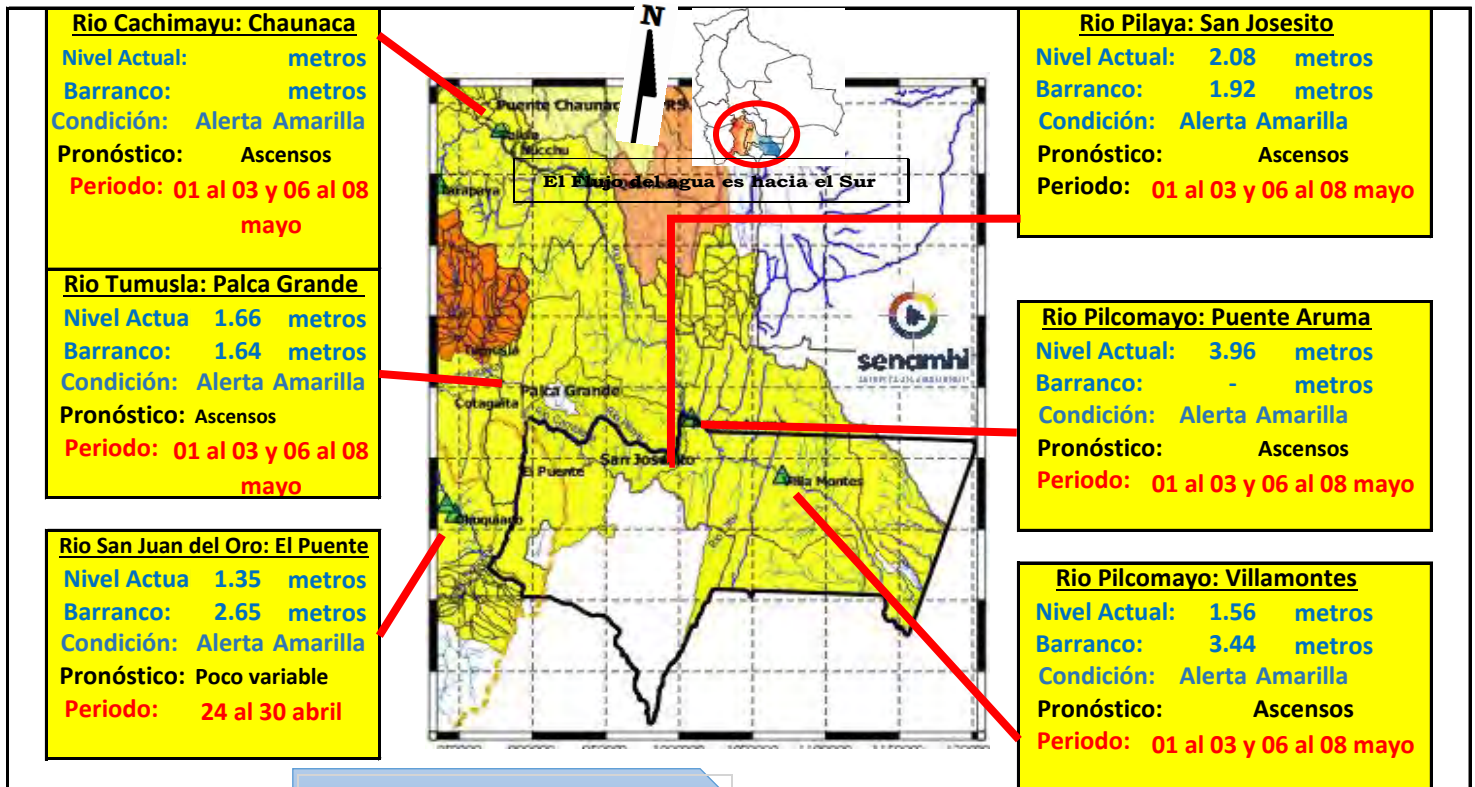 Rio Cachimayu: Chaunaca
Nivel Actual: metros
Barranco: metros
Condición: Alerta Amarilla
Pronóstico: Ascensos
Periodo: 01 al 03 y 06 al 08
mayo
Rio Tumusla: Palca Grande
Nivel Actua 1.66 metros
Barranco: 1.64 metros
Condición: Alerta Amarilla
Pronóstico: Ascensos
Periodo: 01 al 03 y 06 al 08
mayo
Rio San Juan del Oro: El Puente
Nivel Actua 1.35 metros
Barranco: 2.65 metros
Condición: Alerta Amarilla
Pronóstico: Poco variable
Periodo: 24 al 30 abril
N
Puente Chaunac
El Flujo del agua es hacia el Sur
Tarapaya
Tumusla
Palca Grande
Cotagaita
San Josesito
El Puente
Villa Montes
Chuquiago
senamhi
Rio Pilaya: San Josesito
Nivel Actual: 2.08 metros
Barranco: 1.92 metros
Condición: Alerta Amarilla
Pronóstico: Ascensos
Periodo: 01 al 03 y 06 al 08 mayo
Rio Pilcomayo: Puente Aruma
Nivel Actual: 3.96 metros
Barranco: - metros
Condición: Alerta Amarilla
Pronóstico: Ascensos
Periodo: 01 al 03 y 06 al 08 mayo
Rio Pilcomayo: Villamontes
Nivel Actual: 1.56 metros
Barranco: 3.44 metros
Condición: Alerta Amarilla
Pronóstico: Ascensos
Periodo: 01 al 03 y 06 al 08 mayo